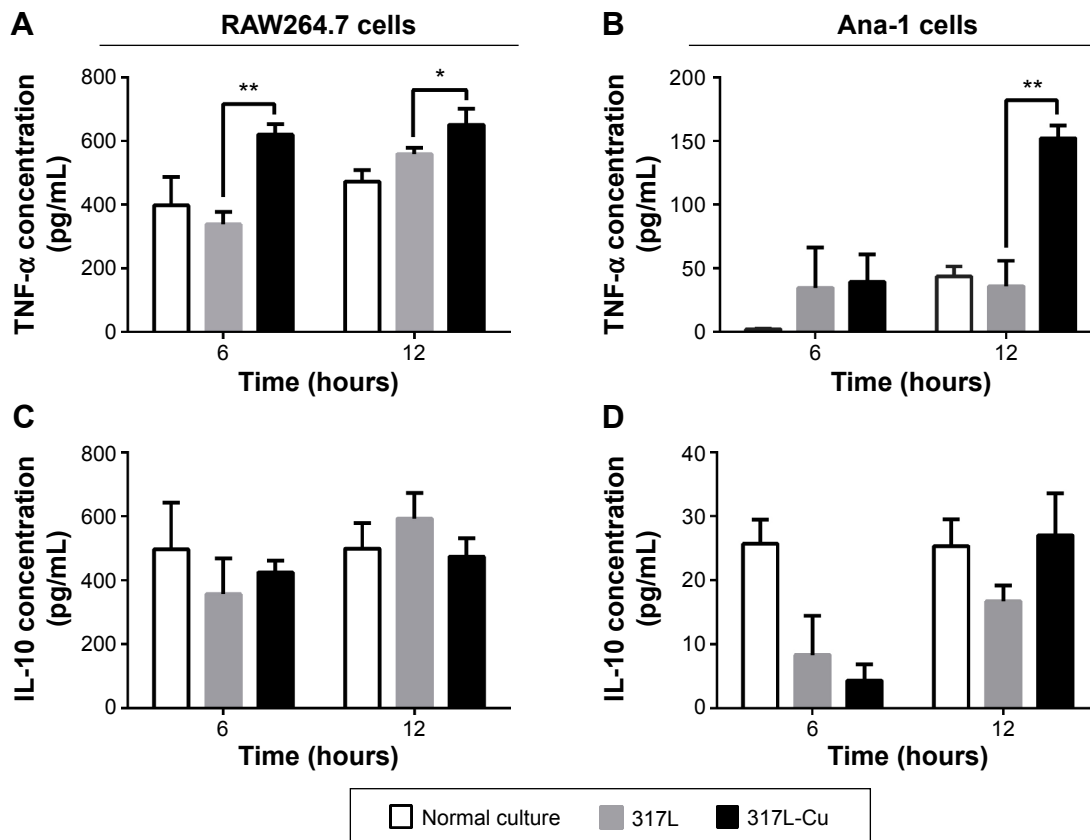 A
RAW264.7 cells
TNF-α concentration
(pg/mL)
800
600
400
200
0
**
*
6
12
Time (hours)
B
Ana-1 cells
TNF-α concentration
(pg/mL)
200
150
100
50
0
**
6
12
Time (hours)
C
IL-10 concentration
(pg/mL)
800
600
400
200
0
6
12
Time (hours)
D
IL-10 concentration
(pg/mL)
40
30
20
10
0
6
12
Time (hours)
Normal culture
317L
317L-Cu